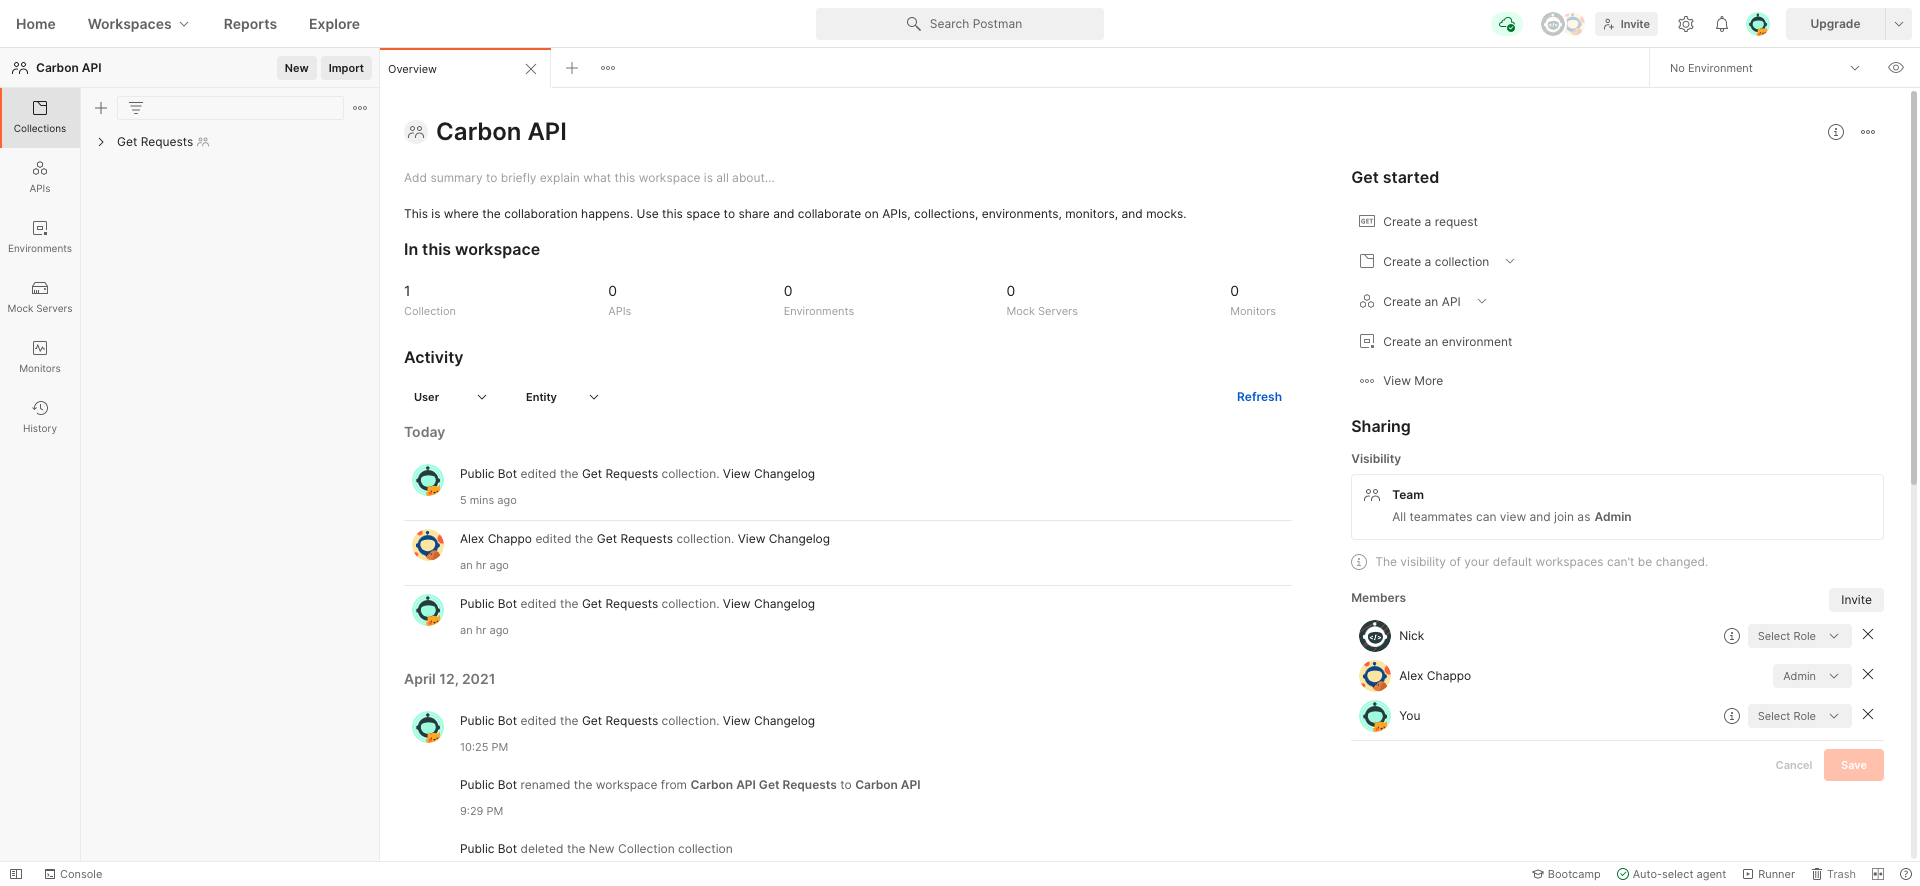 Home Workspaces Reports Explore Search Postman Invite Upgrade
Carbon API New Import Overview No Environment
Collections
Get Requests
APIs
Environments
Mock Servers
Monitors
History
Carbon API
Add summary to briefly explain what this workspace is all about...
This is where the collaboration happens. Use this space to share and collaborate on APIs, collections, environments, monitors, and mocks.
In this workspace
1 0 0 0 0
Collection APIs Environments Mock Servers Monitors
Activity
User Entity Refresh
Today
Public Bot edited the Get Requests collection. View Changelog
5 mins ago
Alex Chappo edited the Get Requests collection. View Changelog
an hr ago
Public Bot edited the Get Requests collection. View Changelog
an hr ago
April 12, 2021
Public Bot edited the Get Requests collection. View Changelog
10:25 PM
Public Bot renamed the workspace from Carbon API Get Requests to Carbon API
9:29 PM
Public Bot deleted the New Collection collection
Get started
GET Create a request
Create a collection
Create an API
Create an environment
View More
Sharing
Visibility
Team
All teammates can view and join as Admin
The visibility of your default workspaces can't be changed.
Members Invite
Nick Select Role
Alex Chappo Admin
You Select Role
Cancel Save
Console Bootcamp Auto-select agent Runner Trash